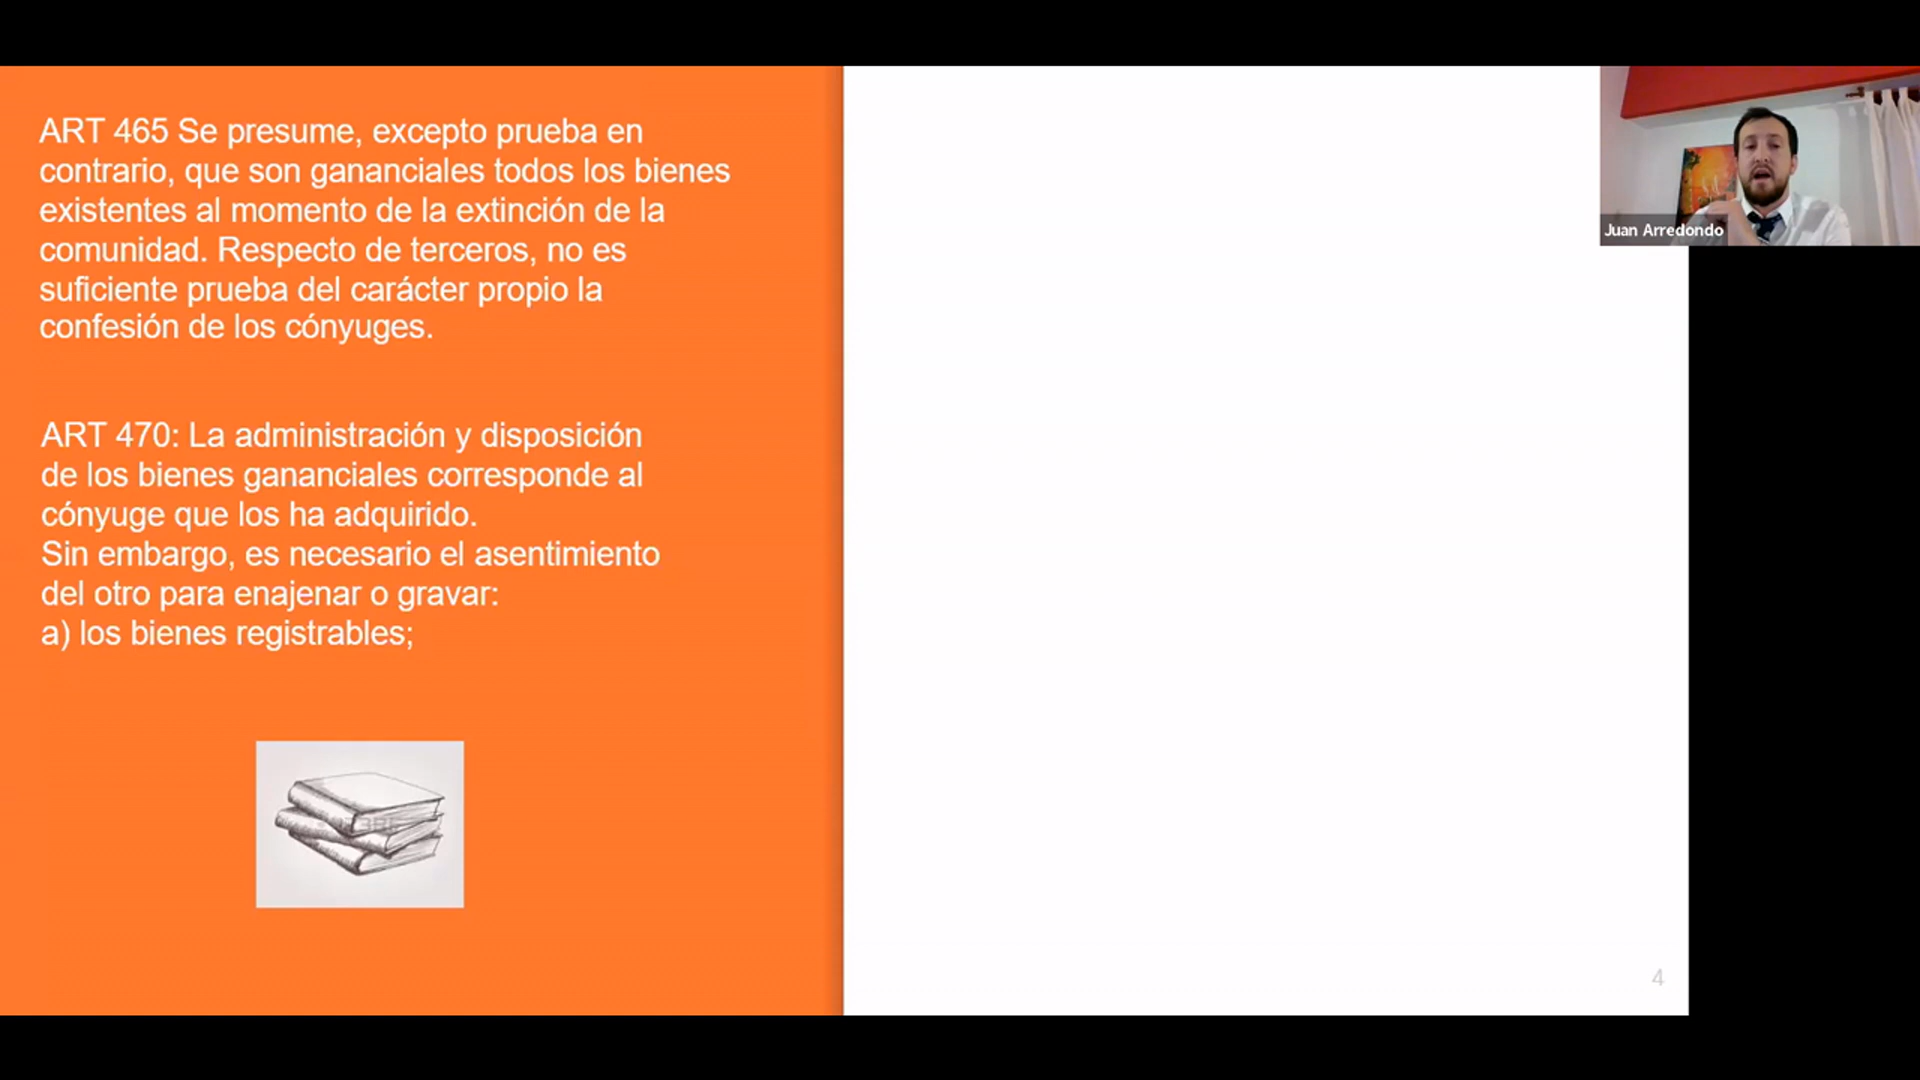 ART 465 Se presume, excepto prueba en
contrario, que son gananciales todos los bienes
existentes al momento de la extinción de la
comunidad. Respecto de terceros, no es
suficiente prueba del carácter propio la
confesión de los cónyuges.
ART 470: La administración y disposición
de los bienes gananciales corresponde al
cónyuge que los ha adquirido.
Sin embargo, es necesario el asentimiento
del otro para enajenar o gravar:
a) los bienes registrables;
Juan Arredondo
4